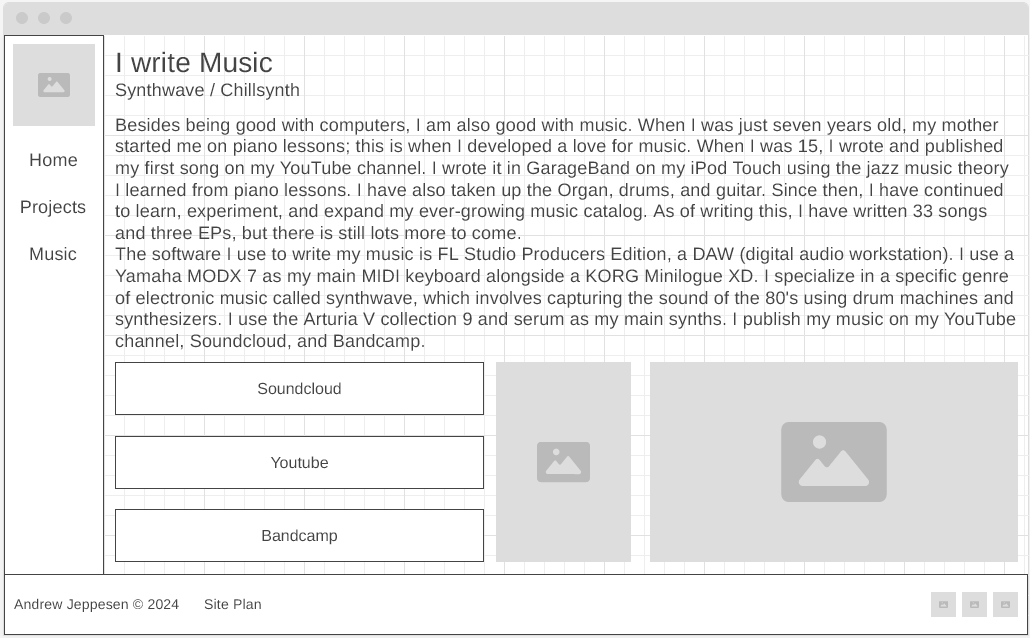 I write Music
Synthwave / Chillsynth
Besides being good with computers, I am also good with music. When I was just seven years old, my mother
started me on piano lessons; this is when I developed a love for music. When I was 15, I wrote and published
my first song on my YouTube channel. I wrote it in GarageBand on my iPod Touch using the jazz music theory
I learned from piano lessons. I have also taken up the Organ, drums, and guitar. Since then, I have continued
to learn, experiment, and expand my ever-growing music catalog. As of writing this, I have written 33 songs
and three EPs, but there is still lots more to come.
The software I use to write my music is FL Studio Producers Edition, a DAW (digital audio workstation). I use a
Yamaha MODX 7 as my main MIDI keyboard alongside a KORG Minilogue XD. I specialize in a specific genre
of electronic music called synthwave, which involves capturing the sound of the 80's using drum machines and
synthesizers. I use the Arturia V collection 9 and serum as my main synths. I publish my music on my YouTube
channel, Soundcloud, and Bandcamp.
Home
Projects
Music
Soundcloud
Youtube
Bandcamp
Andrew Jeppesen © 2024 Site Plan